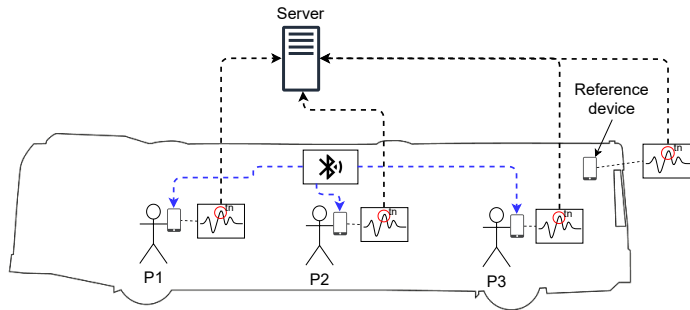 Server
Reference
device
tn
tn
tn
tn
P1
P2
P3